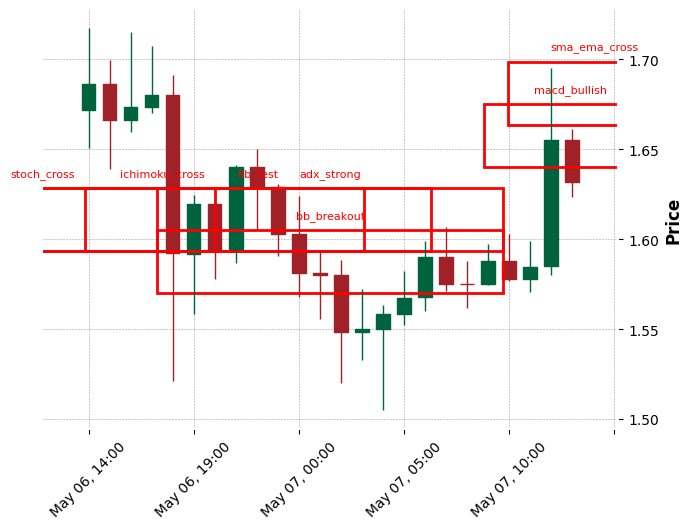 sma_ema_cross
1.70
macd_bullish
1.65
stoch_cross
ichimoku_cross
adx_strong
bb_breakout
Price
1.60
1.55
1.50
May 06, 14:00
May 06, 19:00
May 07, 00:00
May 07, 05:00
May 07, 10:00